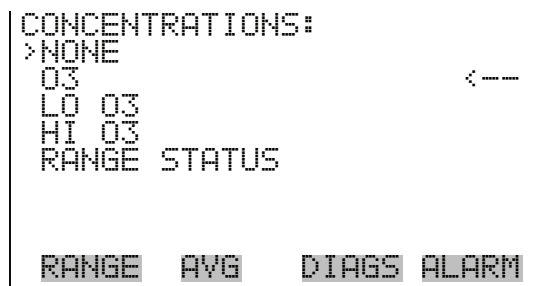 CONCENTRATIONS:
>NONE
O3 <--
LO O3
HI O3
RANGE STATUS
RANGE AVG DIAGS ALARM